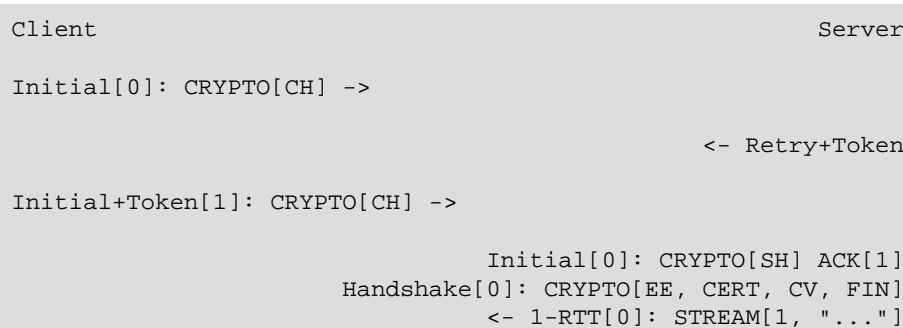 Client Server
Initial[0]: CRYPTO[CH] ->
<- Retry+Token
Initial+Token[1]: CRYPTO[CH] ->
Initial[0]: CRYPTO[SH] ACK[1]
Handshake[0]: CRYPTO[EE, CERT, CV, FIN]
<- 1-RTT[0]: STREAM[1, "..."]